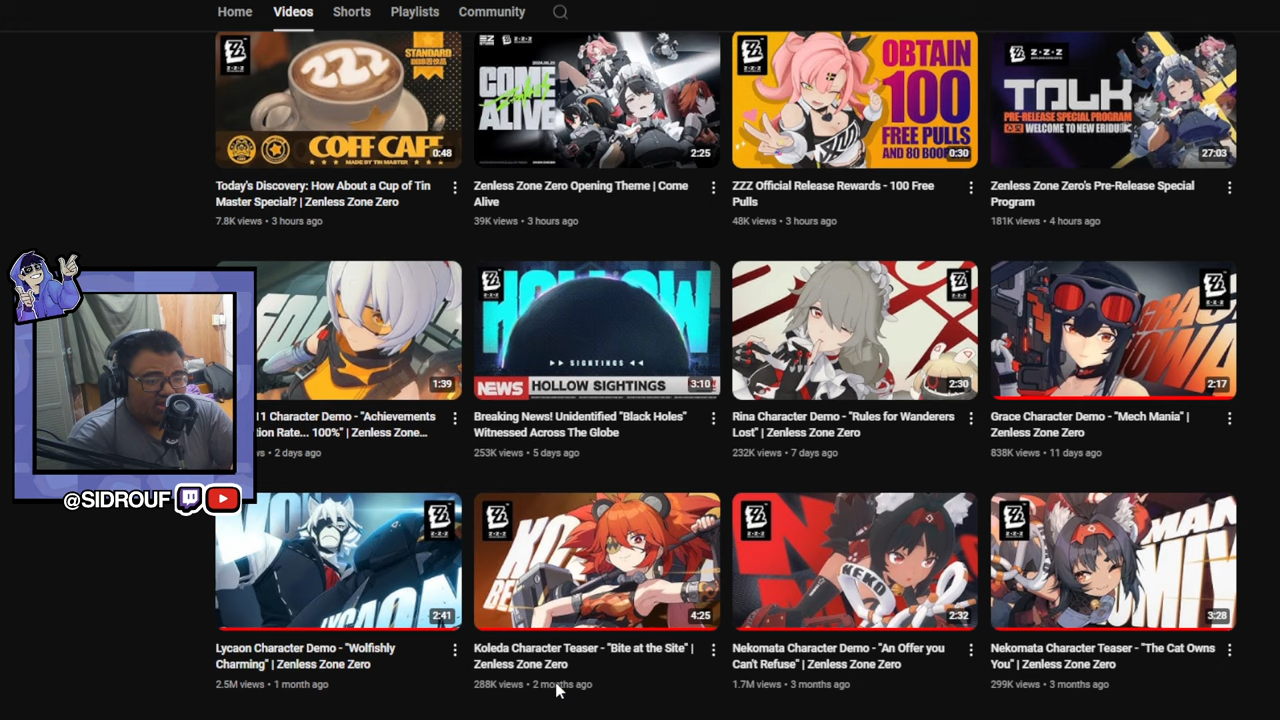 Home Videos Shorts Playlists Community
ZZZ
STANDARD
COFF CAFE
MADE BY TIN MASTER
0:48
COME
ALIVE
2:25
OBTAIN
100
FREE PULLS
AND 80 BOO
0:30
Z•Z•Z
TALK
PRE-RELEASE SPECIAL PROGRAM
WELCOME TO NEW ERIDU
27:03
Today's Discovery: How About a Cup of Tin
Master Special? | Zenless Zone Zero
7.8K views • 3 hours ago
Zenless Zone Zero Opening Theme | Come
Alive
39K views • 3 hours ago
ZZZ Official Release Rewards - 100 Free
Pulls
48K views • 3 hours ago
Zenless Zone Zero's Pre-Release Special
Program
181K views • 4 hours ago
1:39
HOLLOW
SIGHTINGS
NEWS HOLLOW SIGHTINGS
3:10
2:30
2:17
11 Character Demo - "Achievements
tion Rate... 100%" | Zenless Zone...
ws • 2 days ago
Breaking News! Unidentified "Black Holes"
Witnessed Across The Globe
253K views • 5 days ago
Rina Character Demo - "Rules for Wanderers
Lost" | Zenless Zone Zero
232K views • 7 days ago
Grace Character Demo - "Mech Mania" |
Zenless Zone Zero
838K views • 11 days ago
@SIDROUF
2:41
4:25
NEKO
2:32
3:28
Lycaon Character Demo - "Wolfishly
Charming" | Zenless Zone Zero
2.5M views • 1 month ago
Koleda Character Teaser - "Bite at the Site" |
Zenless Zone Zero
288K views • 2 months ago
Nekomata Character Demo - "An Offer you
Can't Refuse" | Zenless Zone Zero
1.7M views • 3 months ago
Nekomata Character Teaser - "The Cat Owns
You" | Zenless Zone Zero
299K views • 3 months ago